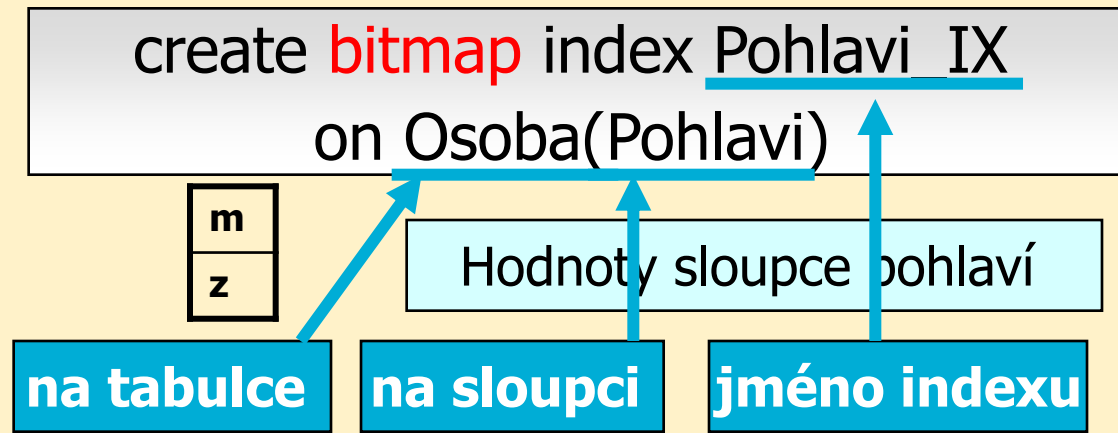 create bitmap index Pohlavi_IX
on Osoba(Pohlavi)
m
z
Hodnoty sloupce pohlaví
na tabulce
na sloupci
jméno indexu